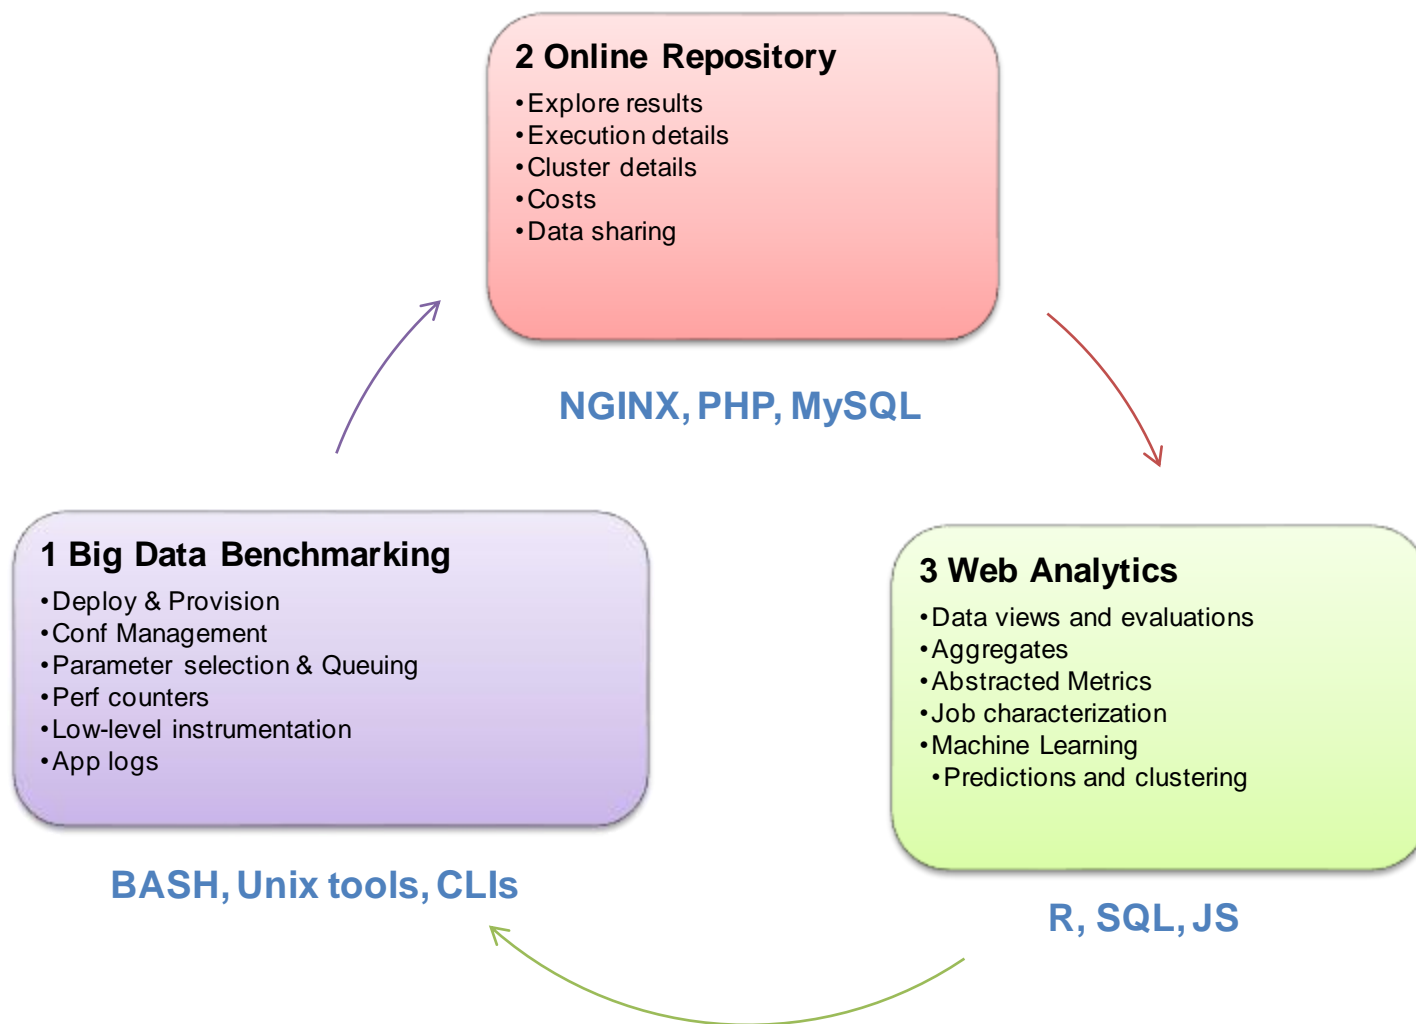 2 Online Repository
•Explore results
•Execution details
•Cluster details
•Costs
•Data sharing
NGINX, PHP, MySQL
1 Big Data Benchmarking
•Deploy & Provision
•Conf Management
•Parameter selection & Queuing
•Perf counters
•Low-level instrumentation
•App logs
BASH, Unix tools, CLIs
3 Web Analytics
•Data views and evaluations
•Aggregates
•Abstracted Metrics
•Job characterization
•Machine Learning
•Predictions and clustering
R, SQL, JS